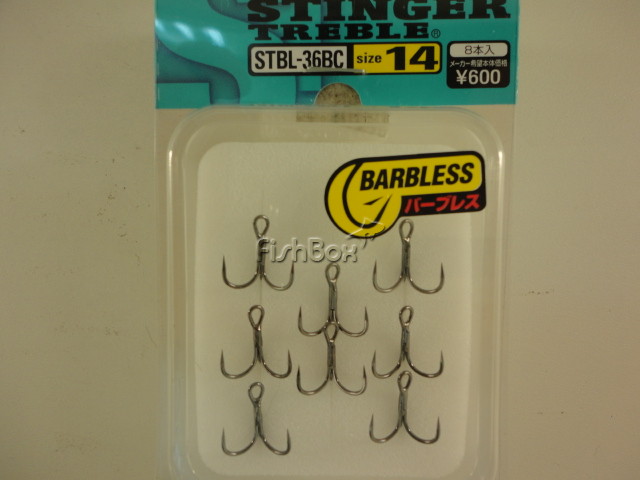 STINGER
TREBLE®
STBL-36BC size 14
8本入
メーカー希望本体価格
¥600
BARBLESS
バーブレス
FishBox